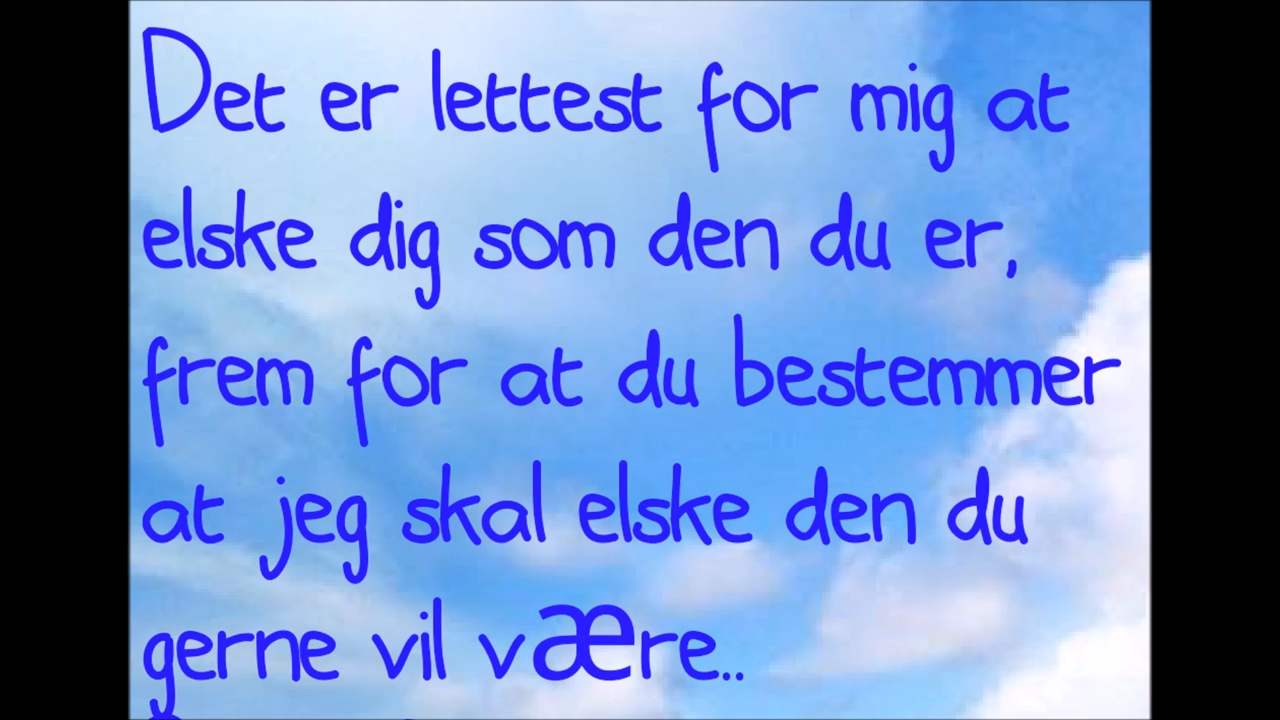 Det er lettest for mig at
elske dig som den du er,
frem for at du bestemmer
at jeg skal elske den du
gerne vil være..